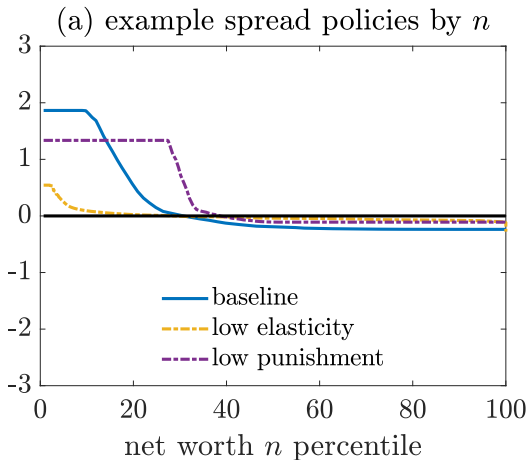 (a) example spread policies by n
3
2
1
0
-1
-2
-3
baseline
low elasticity
low punishment
0 20 40 60 80 100
net worth n percentile